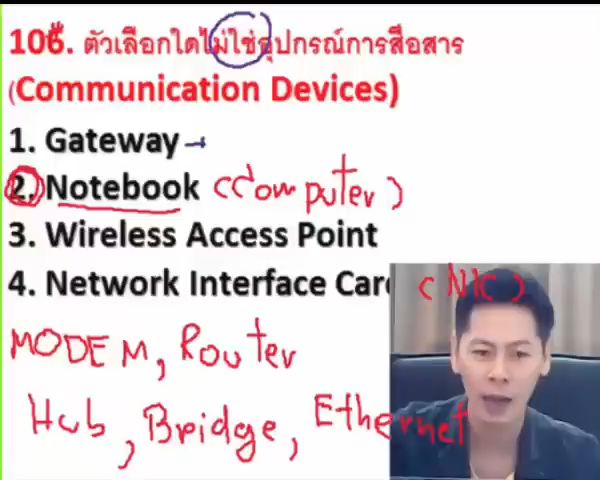 106. ตัวเลือกใดไม่ใช่อุปกรณ์การสื่อสาร
(Communication Devices)
1. Gateway
2. Notebook (Computer)
3. Wireless Access Point
4. Network Interface Card (NIC)
MODEM, Router
Hub, Bridge, Ethernet